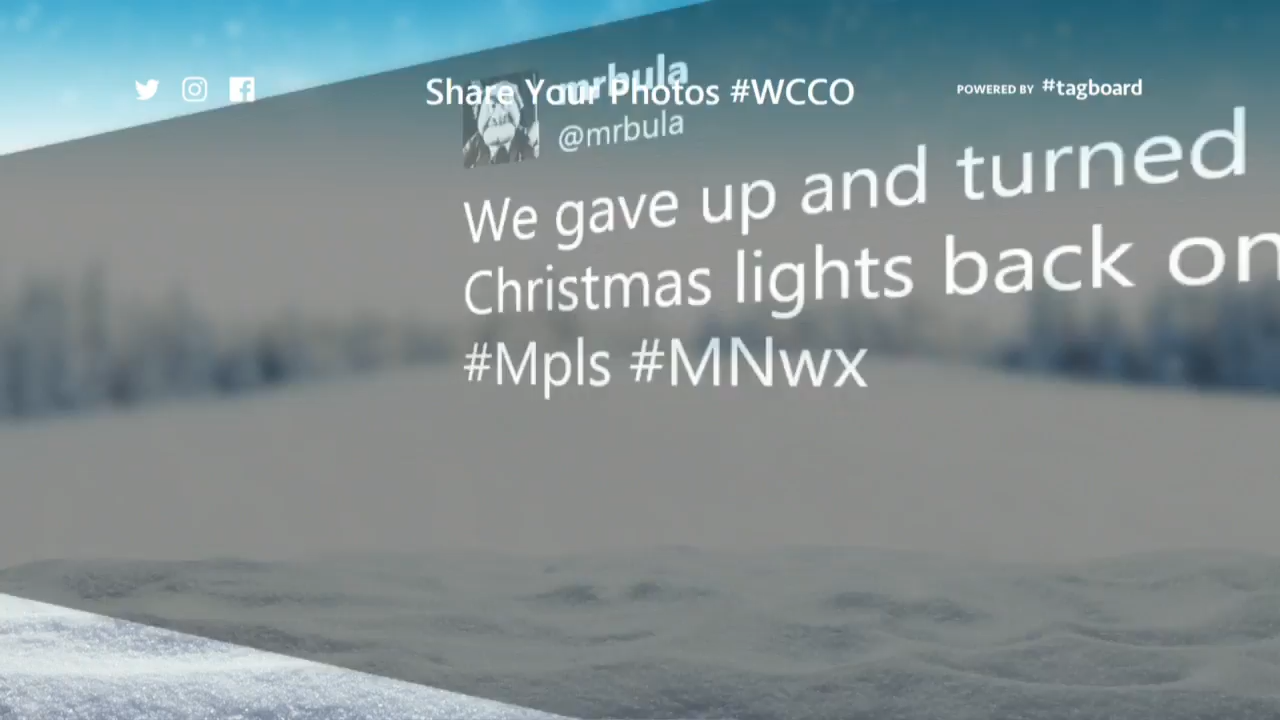 Share Your Photos #WCCO
POWERED BY #tagboard
mrbula
@mrbula
We gave up and turned
Christmas lights back on
#Mpls #MNwx